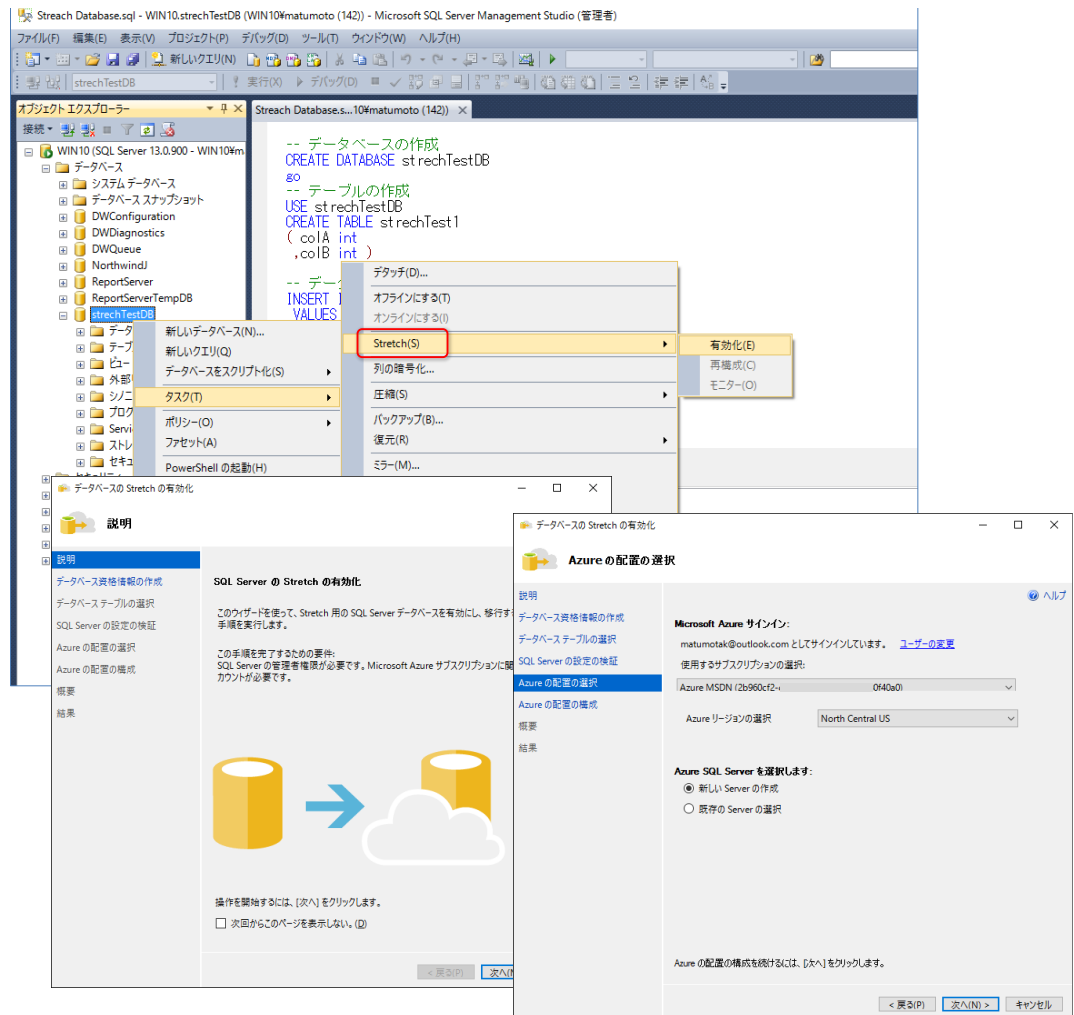 Streach Database.sql - WIN10.strechTestDB (WIN10¥matumoto (142)) - Microsoft SQL Server Management Studio (管理者)
ファイル(F) 編集(E) 表示(V) プロジェクト(P) デバッグ(D) ツール(T) ウィンドウ(W) ヘルプ(H)
新しいクエリ(N)
strechTestDB
実行(X) デバッグ(D)
オブジェクト エクスプローラー
接続
WIN10 (SQL Server 13.0.900 - WIN10¥m
データベース
システム データベース
データベース スナップショット
DWConfiguration
DWDiagnostics
DWQueue
NorthwindJ
ReportServer
ReportServerTempDB
strechTestDB
データ
テーブ
ビュー
外部
シノニ
プログ
Servi
ストレ
セキュ
Streach Database.s...10¥matumoto (142))
-- データベースの作成
CREATE DATABASE strechTestDB
go
-- テーブルの作成
USE strechTestDB
CREATE TABLE strechTest1
( colA int
,colB int )
-- デー
INSERT I
VALUES
新しいデータベース(N)...
新しいクエリ(Q)
データベースをスクリプト化(S)
タスク(T)
ポリシー(O)
ファセット(A)
PowerShell の起動(H)
デタッチ(D)...
オフラインにする(T)
オンラインにする(I)
Stretch(S)
列の暗号化...
圧縮(S)
バックアップ(B)...
復元(R)
ミラー(M)...
有効化(E)
再構成(C)
モニター(O)
データベースの Stretch の有効化
説明
説明
データベース資格情報の作成
データベース テーブルの選択
SQL Server の設定の検証
Azure の配置の選択
Azure の配置の構成
概要
結果
SQL Server の Stretch の有効化
このウィザードを使って、Stretch 用の SQL Server データベースを有効にし、移行す
手順を実行します。
この手順を完了するための要件:
SQL Server の管理者権限が必要です。Microsoft Azure サブスクリプションに関
カウントが必要です。
操作を開始するには、[次へ] をクリックします。
次回からこのページを表示しない。(D)
< 戻る(P)
次へ(N
データベースの Stretch の有効化
Azure の配置の選択
説明
データベース資格情報の作成
データベース テーブルの選択
SQL Server の設定の検証
Azure の配置の選択
Azure の配置の構成
概要
結果
ヘルプ
Microsoft Azure サインイン:
matumotak@outlook.com としてサインインしています。 ユーザーの変更
使用するサブスクリプションの選択:
Azure MSDN (2b960cf2- 0f40a0)
Azure リージョンの選択 North Central US
Azure SQL Server を選択します:
新しい Server の作成
既存の Server の選択
Azure の配置の構成を続けるには、[次へ] をクリックします。
< 戻る(P) 次へ(N) > キャンセル